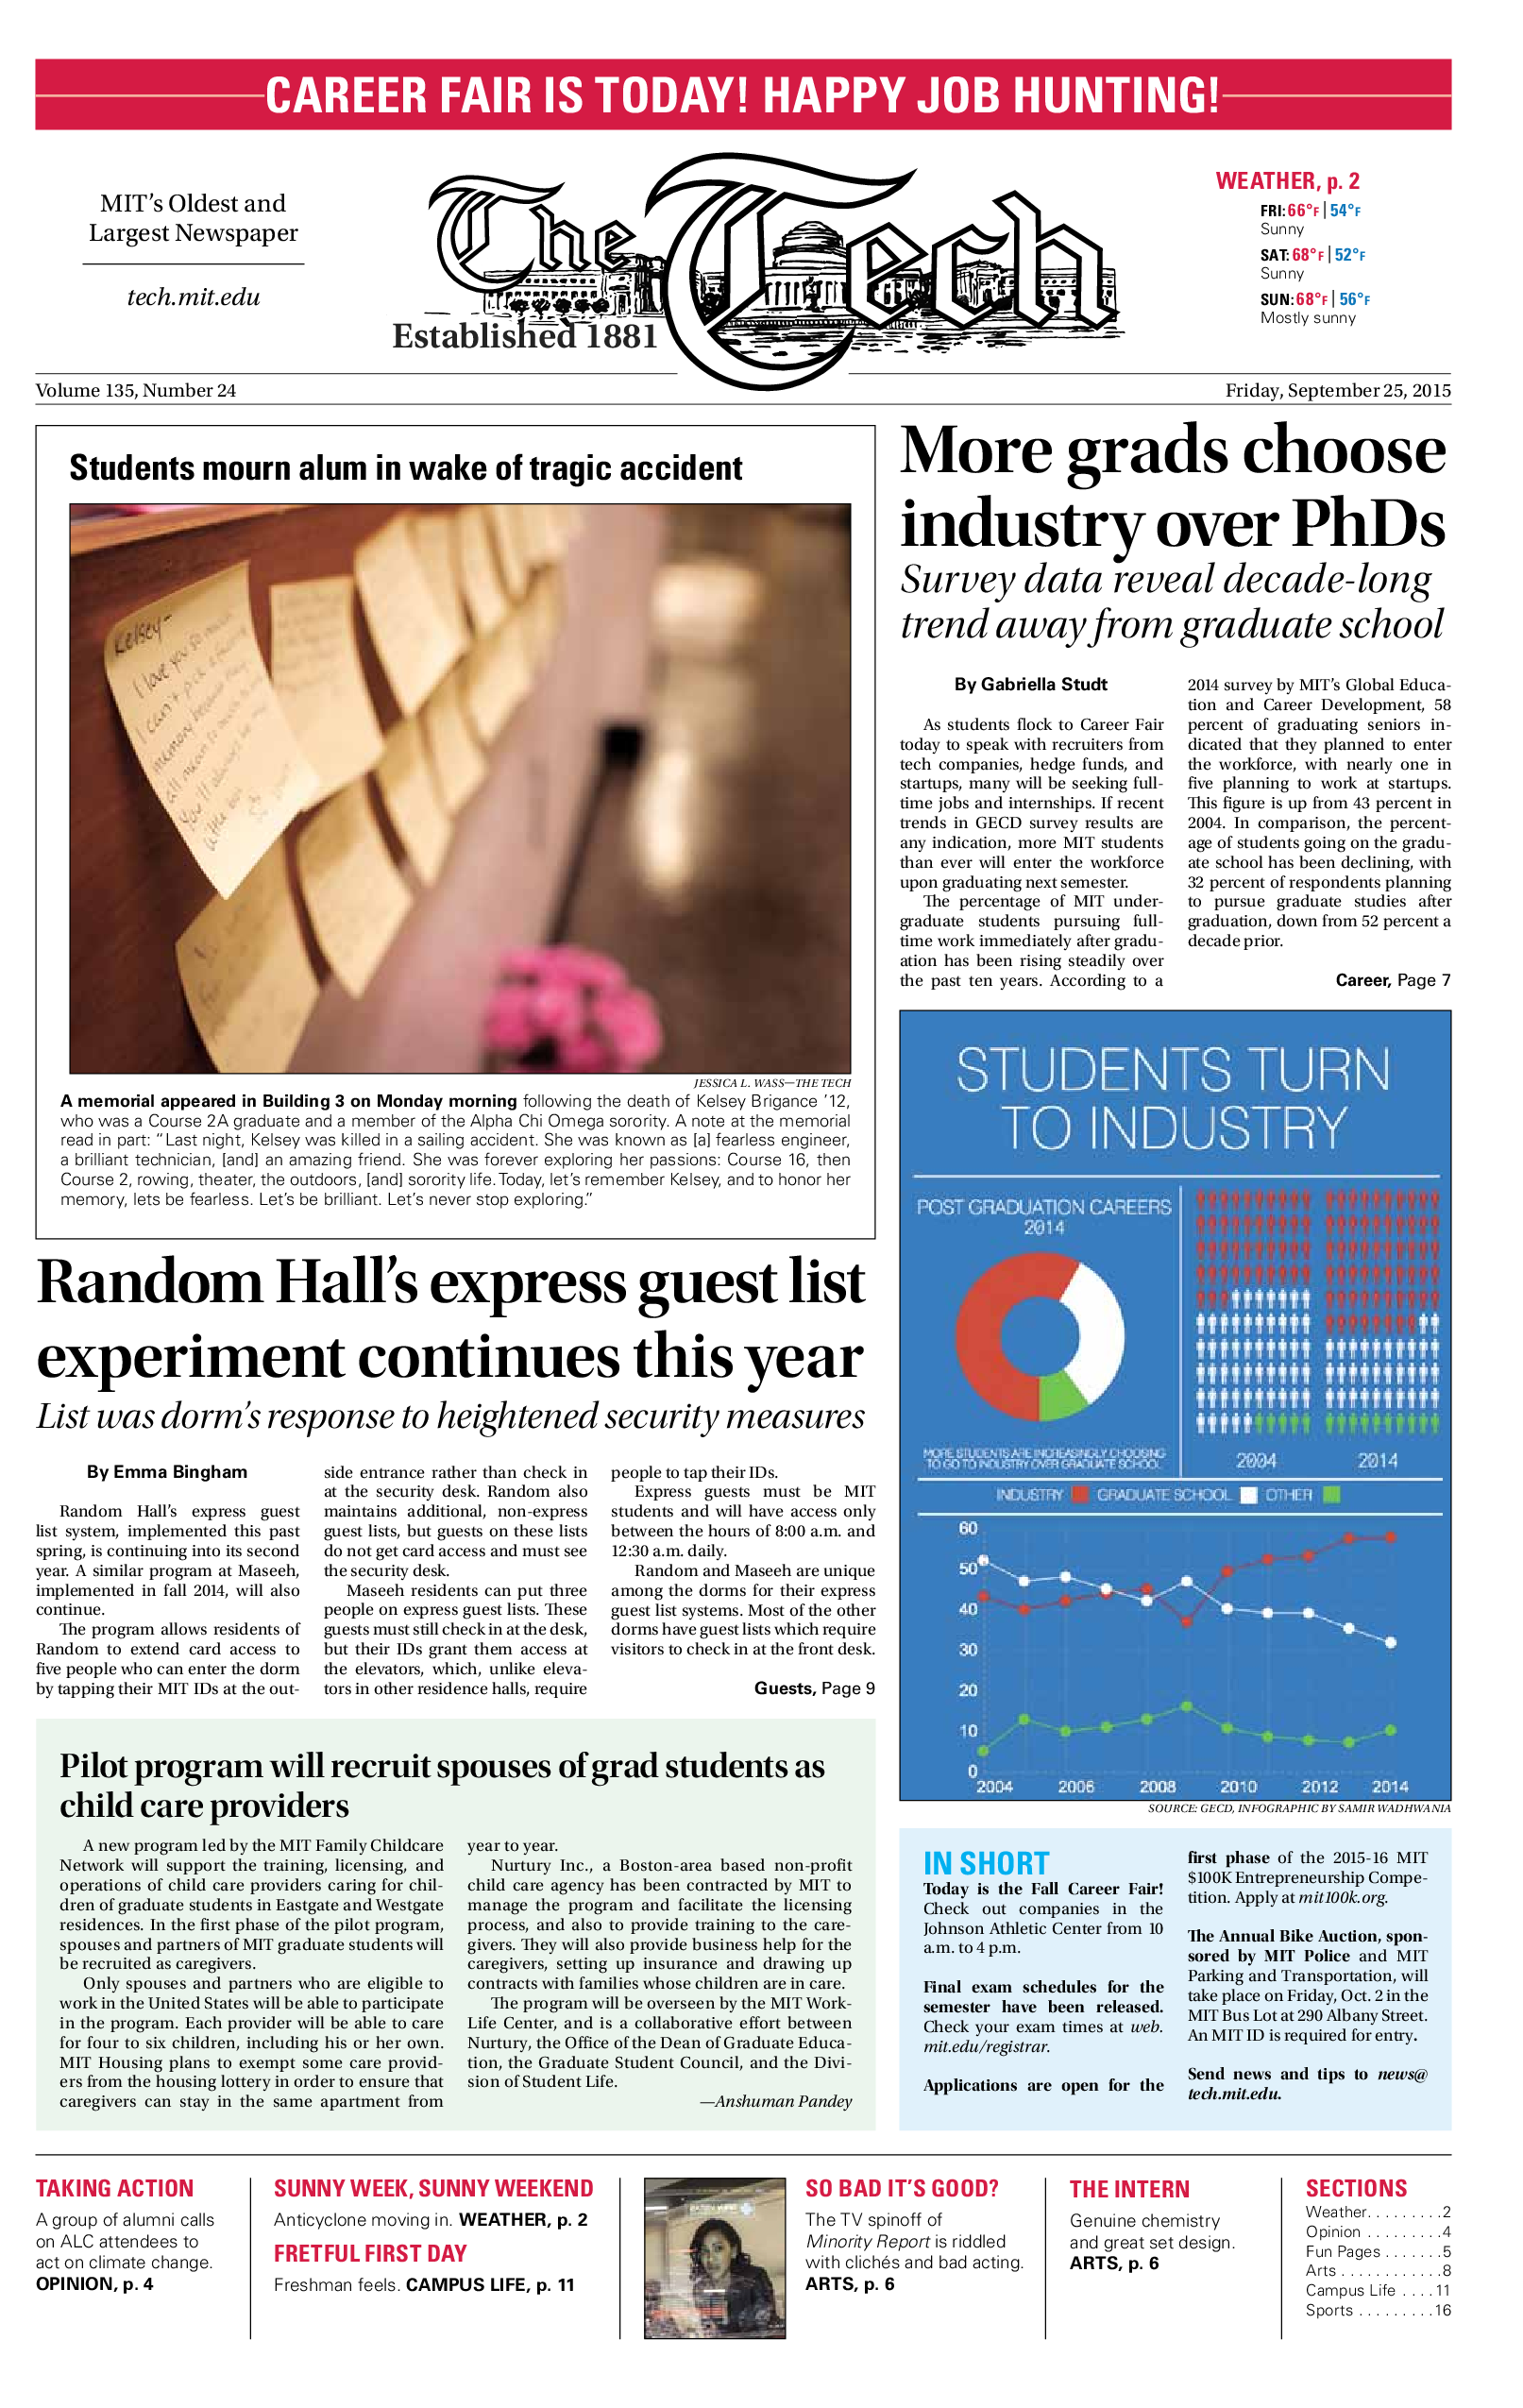 CAREER FAIR IS TODAY! HAPPY JOB HUNTING!
MIT's Oldest and
Largest Newspaper
tech.mit.edu
The Tech
Established 1881
WEATHER, p. 2
FRI: 66°F | 54°F
Sunny
SAT: 68°F | 52°F
Sunny
SUN: 68°F | 56°F
Mostly sunny
Volume 135, Number 24
Friday, September 25, 2015
Students mourn alum in wake of tragic accident
Kelsey-
I love you so much
I can't pick a
memory because they
all mean
You'll always be
JESSICA L. WASS—THE TECH
A memorial appeared in Building 3 on Monday morning following the death of Kelsey Brigance '12,
who was a Course 2A graduate and a member of the Alpha Chi Omega sorority. A note at the memorial
read in part: "Last night, Kelsey was killed in a sailing accident. She was known as [a] fearless engineer,
a brilliant technician, [and] an amazing friend. She was forever exploring her passions: Course 16, then
Course 2, rowing, theater, the outdoors, [and] sorority life. Today, let's remember Kelsey, and to honor her
memory, lets be fearless. Let's be brilliant. Let's never stop exploring."
More grads choose
industry over PhDs
Survey data reveal decade-long
trend away from graduate school
By Gabriella Studt
As students flock to Career Fair
today to speak with recruiters from
tech companies, hedge funds, and
startups, many will be seeking full-
time jobs and internships. If recent
trends in GECD survey results are
any indication, more MIT students
than ever will enter the workforce
upon graduating next semester.
The percentage of MIT under-
graduate students pursuing full-
time work immediately after gradu-
ation has been rising steadily over
the past ten years. According to a
2014 survey by MIT's Global Educa-
tion and Career Development, 58
percent of graduating seniors in-
dicated that they planned to enter
the workforce, with nearly one in
five planning to work at startups.
This figure is up from 43 percent in
2004. In comparison, the percent-
age of students going on the gradu-
ate school has been declining, with
32 percent of respondents planning
to pursue graduate studies after
graduation, down from 52 percent a
decade prior.
Career, Page 7
STUDENTS TURN
TO INDUSTRY
POST GRADUATION CAREERS
2014
MORE STUDENTS ARE INCREASINGLY CHOOSING
TO GO TO INDUSTRY OVER GRADUATE SCHOOL
2004
2014
INDUSTRY
GRADUATE SCHOOL
OTHER
60
50
40
30
20
10
0
2004 2006 2008 2010 2012 2014
SOURCE: GECD, INFOGRAPHIC BY SAMIR WADHWANIA
Random Hall's express guest list
experiment continues this year
List was dorm's response to heightened security measures
By Emma Bingham
Random Hall's express guest
list system, implemented this past
spring, is continuing into its second
year. A similar program at Maseeh,
implemented in fall 2014, will also
continue.
The program allows residents of
Random to extend card access to
five people who can enter the dorm
by tapping their MIT IDs at the out-
side entrance rather than check in
at the security desk. Random also
maintains additional, non-express
guest lists, but guests on these lists
do not get card access and must see
the security desk.
Maseeh residents can put three
people on express guest lists. These
guests must still check in at the desk,
but their IDs grant them access at
the elevators, which, unlike eleva-
tors in other residence halls, require
people to tap their IDs.
Express guests must be MIT
students and will have access only
between the hours of 8:00 a.m. and
12:30 a.m. daily.
Random and Maseeh are unique
among the dorms for their express
guest list systems. Most of the other
dorms have guest lists which require
visitors to check in at the front desk.
Guests, Page 9
Pilot program will recruit spouses of grad students as
child care providers
A new program led by the MIT Family Childcare
Network will support the training, licensing, and
operations of child care providers caring for chil-
dren of graduate students in Eastgate and Westgate
residences. In the first phase of the pilot program,
spouses and partners of MIT graduate students will
be recruited as caregivers.
Only spouses and partners who are eligible to
work in the United States will be able to participate
in the program. Each provider will be able to care
for four to six children, including his or her own.
MIT Housing plans to exempt some care provid-
ers from the housing lottery in order to ensure that
caregivers can stay in the same apartment from
year to year.
Nurtury Inc., a Boston-area based non-profit
child care agency has been contracted by MIT to
manage the program and facilitate the licensing
process, and also to provide training to the care-
givers. They will also provide business help for the
caregivers, setting up insurance and drawing up
contracts with families whose children are in care.
The program will be overseen by the MIT Work-
Life Center, and is a collaborative effort between
Nurtury, the Office of the Dean of Graduate Educa-
tion, the Graduate Student Council, and the Divi-
sion of Student Life.
—Anshuman Pandey
IN SHORT
Today is the Fall Career Fair!
Check out companies in the
Johnson Athletic Center from 10
a.m. to 4 p.m.
Final exam schedules for the
semester have been released.
Check your exam times at web.
mit.edu/registrar.
Applications are open for the
first phase of the 2015-16 MIT
$100K Entrepreneurship Compe-
tition. Apply at mit100k.org.
The Annual Bike Auction, spon-
sored by MIT Police and MIT
Parking and Transportation, will
take place on Friday, Oct. 2 in the
MIT Bus Lot at 290 Albany Street.
An MIT ID is required for entry.
Send news and tips to news@
tech.mit.edu.
TAKING ACTION
A group of alumni calls
on ALC attendees to
act on climate change.
OPINION, p. 4
SUNNY WEEK, SUNNY WEEKEND
Anticyclone moving in. WEATHER, p. 2
FRETFUL FIRST DAY
Freshman feels. CAMPUS LIFE, p. 11
SO BAD IT'S GOOD?
The TV spinoff of
Minority Report is riddled
with clichés and bad acting.
ARTS, p. 6
THE INTERN
Genuine chemistry
and great set design.
ARTS, p. 6
SECTIONS
Weather. . . . . . . . .2
Opinion . . . . . . . . .4
Fun Pages . . . . . . .5
Arts . . . . . . . . . . . .8
Campus Life . . . . 11
Sports . . . . . . . . .16